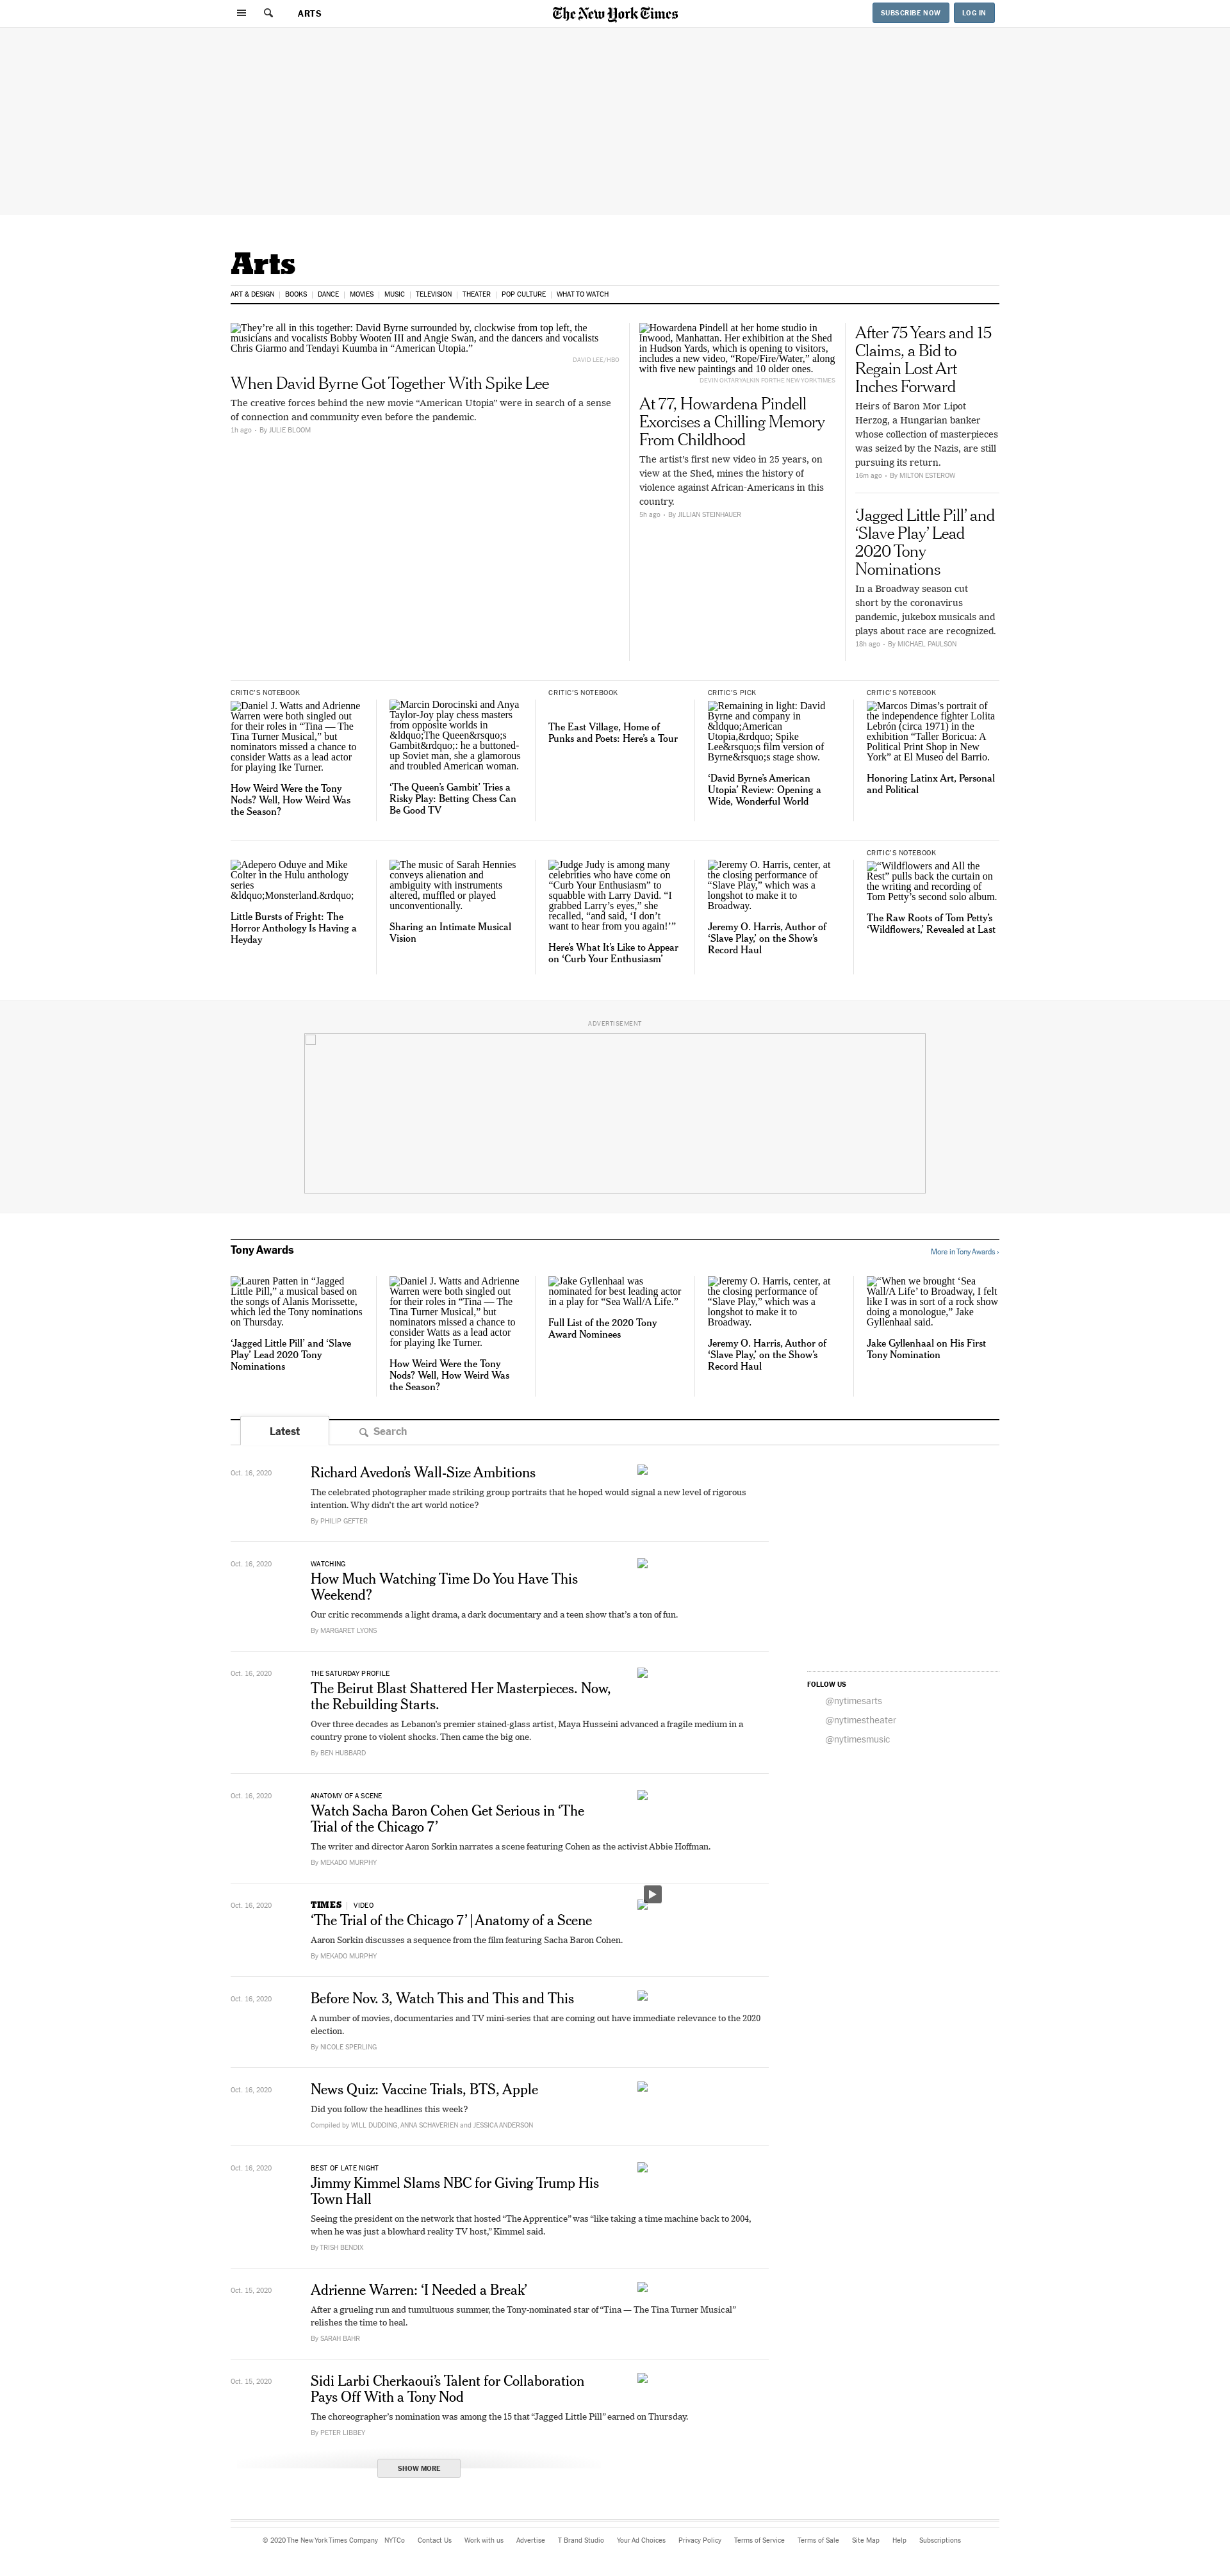 ARTS
The New York Times
SUBSCRIBE NOW
LOG IN
Arts
ART & DESIGN | BOOKS | DANCE | MOVIES | MUSIC | TELEVISION | THEATER | POP CULTURE | WHAT TO WATCH
They're all in this together: David Byrne surrounded by, clockwise from top left, the
musicians and vocalists Bobby Wooten III and Angie Swan, and the dancers and vocalists
Chris Giarmo and Tendayi Kuumba in “American Utopia.”
DAVID LEE/HBO
When David Byrne Got Together With Spike Lee
The creative forces behind the new movie “American Utopia” were in search of a sense
of connection and community even before the pandemic.
1h ago • By JULIE BLOOM
Howardena Pindell at her home studio in
Inwood, Manhattan. Her exhibition at the Shed
in Hudson Yards, which is opening to visitors,
includes a new video, “Rope/Fire/Water,” along
with five new paintings and 10 older ones.
DEVIN OKTAR YALKIN FOR THE NEW YORK TIMES
At 77, Howardena Pindell
Exorcises a Chilling Memory
From Childhood
The artist's first new video in 25 years, on
view at the Shed, mines the history of
violence against African-Americans in this
country.
5h ago • By JILLIAN STEINHAUER
After 75 Years and 15
Claims, a Bid to
Regain Lost Art
Inches Forward
Heirs of Baron Mor Lipot
Herzog, a Hungarian banker
whose collection of masterpieces
was seized by the Nazis, are still
pursuing its return.
16m ago • By MILTON ESTEROW
‘Jagged Little Pill’ and
‘Slave Play’ Lead
2020 Tony
Nominations
In a Broadway season cut
short by the coronavirus
pandemic, jukebox musicals and
plays about race are recognized.
18h ago • By MICHAEL PAULSON
CRITIC'S NOTEBOOK
Daniel J. Watts and Adrienne
Warren were both singled out
for their roles in “Tina — The
Tina Turner Musical,” but
nominators missed a chance to
consider Watts as a lead actor
for playing Ike Turner.
How Weird Were the Tony
Nods? Well, How Weird Was
the Season?
Marcin Dorocinski and Anya
Taylor-Joy play chess masters
from opposite worlds in
&ldquo;The Queen&rsquo;s
Gambit&rdquo;: he a buttoned-
up Soviet man, she a glamorous
and troubled American woman.
‘The Queen’s Gambit’ Tries a
Risky Play: Betting Chess Can
Be Good TV
CRITIC'S NOTEBOOK
The East Village, Home of
Punks and Poets: Here’s a Tour
CRITIC'S PICK
Remaining in light: David
Byrne and company in
&ldquo;American
Utopia,&rdquo; Spike
Lee&rsquo;s film version of
Byrne&rsquo;s stage show.
‘David Byrne’s American
Utopia’ Review: Opening a
Wide, Wonderful World
CRITIC'S NOTEBOOK
Marcos Dimas’s portrait of
the independence fighter Lolita
Lebrón (circa 1971) in the
exhibition “Taller Boricua: A
Political Print Shop in New
York” at El Museo del Barrio.
Honoring Latinx Art, Personal
and Political
Adepero Oduye and Mike
Colter in the Hulu anthology
series
&ldquo;Monsterland.&rdquo;
Little Bursts of Fright: The
Horror Anthology Is Having a
Heyday
The music of Sarah Hennies
conveys alienation and
ambiguity with instruments
altered, muffled or played
unconventionally.
Sharing an Intimate Musical
Vision
Judge Judy is among many
celebrities who have come on
“Curb Your Enthusiasm” to
squabble with Larry David. “I
grabbed Larry’s eyes,” she
recalled, “and said, ‘I don’t
want to hear from you again!’”
Here’s What It’s Like to Appear
on ‘Curb Your Enthusiasm’
Jeremy O. Harris, center, at
the closing performance of
“Slave Play,” which was a
longshot to make it to
Broadway.
Jeremy O. Harris, Author of
‘Slave Play,’ on the Show’s
Record Haul
CRITIC'S NOTEBOOK
“Wildflowers and All the
Rest” pulls back the curtain on
the writing and recording of
Tom Petty’s second solo album.
The Raw Roots of Tom Petty’s
‘Wildflowers,’ Revealed at Last
ADVERTISEMENT
Tony Awards
More in Tony Awards ›
Lauren Patten in “Jagged
Little Pill,” a musical based on
the songs of Alanis Morissette,
which led the Tony nominations
on Thursday.
‘Jagged Little Pill’ and ‘Slave
Play’ Lead 2020 Tony
Nominations
Daniel J. Watts and Adrienne
Warren were both singled out
for their roles in “Tina — The
Tina Turner Musical,” but
nominators missed a chance to
consider Watts as a lead actor
for playing Ike Turner.
How Weird Were the Tony
Nods? Well, How Weird Was
the Season?
Jake Gyllenhaal was
nominated for best leading actor
in a play for “Sea Wall/A Life.”
Full List of the 2020 Tony
Award Nominees
Jeremy O. Harris, center, at
the closing performance of
“Slave Play,” which was a
longshot to make it to
Broadway.
Jeremy O. Harris, Author of
‘Slave Play,’ on the Show’s
Record Haul
“When we brought ‘Sea
Wall/A Life’ to Broadway, I felt
like I was in sort of a rock show
doing a monologue,” Jake
Gyllenhaal said.
Jake Gyllenhaal on His First
Tony Nomination
Latest
Search
Oct. 16, 2020
Richard Avedon’s Wall-Size Ambitions
The celebrated photographer made striking group portraits that he hoped would signal a new level of rigorous
intention. Why didn’t the art world notice?
By PHILIP GEFTER
Oct. 16, 2020
WATCHING
How Much Watching Time Do You Have This
Weekend?
Our critic recommends a light drama, a dark documentary and a teen show that’s a ton of fun.
By MARGARET LYONS
Oct. 16, 2020
THE SATURDAY PROFILE
The Beirut Blast Shattered Her Masterpieces. Now,
the Rebuilding Starts.
Over three decades as Lebanon’s premier stained-glass artist, Maya Husseini advanced a fragile medium in a
country prone to violent shocks. Then came the big one.
By BEN HUBBARD
FOLLOW US
@nytimesarts
@nytimestheater
@nytimesmusic
Oct. 16, 2020
ANATOMY OF A SCENE
Watch Sacha Baron Cohen Get Serious in ‘The
Trial of the Chicago 7’
The writer and director Aaron Sorkin narrates a scene featuring Cohen as the activist Abbie Hoffman.
By MEKADO MURPHY
Oct. 16, 2020
TIMES | VIDEO
‘The Trial of the Chicago 7’ | Anatomy of a Scene
Aaron Sorkin discusses a sequence from the film featuring Sacha Baron Cohen.
By MEKADO MURPHY
Oct. 16, 2020
Before Nov. 3, Watch This and This and This
A number of movies, documentaries and TV mini-series that are coming out have immediate relevance to the 2020
election.
By NICOLE SPERLING
Oct. 16, 2020
News Quiz: Vaccine Trials, BTS, Apple
Did you follow the headlines this week?
Compiled by WILL DUDDING, ANNA SCHAVERIEN and JESSICA ANDERSON
Oct. 16, 2020
BEST OF LATE NIGHT
Jimmy Kimmel Slams NBC for Giving Trump His
Town Hall
Seeing the president on the network that hosted “The Apprentice” was “like taking a time machine back to 2004,
when he was just a blowhard reality TV host,” Kimmel said.
By TRISH BENDIX
Oct. 15, 2020
Adrienne Warren: ‘I Needed a Break’
After a grueling run and tumultuous summer, the Tony-nominated star of “Tina — The Tina Turner Musical”
relishes the time to heal.
By SARAH BAHR
Oct. 15, 2020
Sidi Larbi Cherkaoui’s Talent for Collaboration
Pays Off With a Tony Nod
The choreographer’s nomination was among the 15 that “Jagged Little Pill” earned on Thursday.
By PETER LIBBEY
SHOW MORE
© 2020 The New York Times Company NYTCo Contact Us Work with us Advertise T Brand Studio Your Ad Choices Privacy Policy Terms of Service Terms of Sale Site Map Help Subscriptions